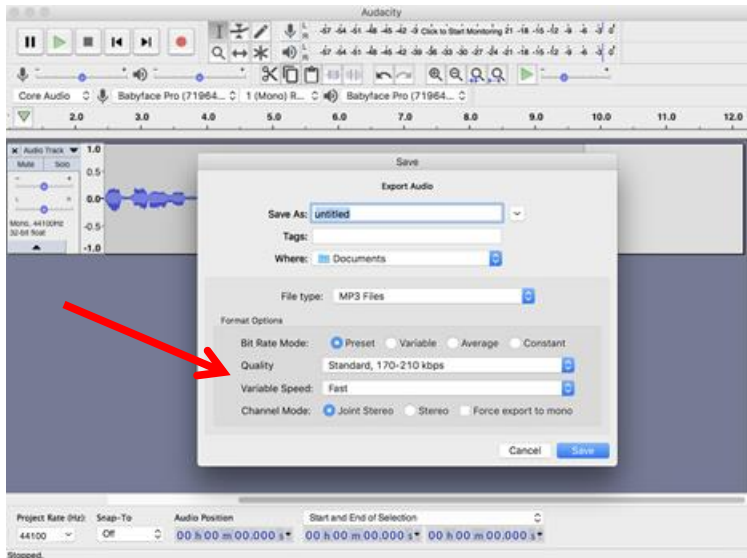 Audacity
-57 -54 -51 -48 -45 -42 -3 Click to Start Monitoring 21 -18 -15 -12 -9 -6 -3 0
-57 -54 -51 -48 -45 -42 -39 -36 -33 -30 -27 -24 -21 -18 -15 -12 -9 -6 -3 0
Core Audio Babyface Pro (71964... 1 (Mono) R... Babyface Pro (71964...
2.0 3.0 4.0 5.0 6.0 7.0 8.0 9.0 10.0 11.0 12.0
Audio Track 1.0
Mute Solo 0.5
- +
L R 0.0
Mono, 44100Hz -0.5
32-bit float
-1.0
Save
Export Audio
Save As: untitled
Tags:
Where: Documents
File type: MP3 Files
Format Options
Bit Rate Mode: Preset Variable Average Constant
Quality Standard, 170-210 kbps
Variable Speed: Fast
Channel Mode: Joint Stereo Stereo Force export to mono
Cancel Save
Project Rate (Hz): Snap-To Audio Position Start and End of Selection
44100 Off 00 h 00 m 00.000 s 00 h 00 m 00.000 s 00 h 00 m 00.000 s
Stopped.